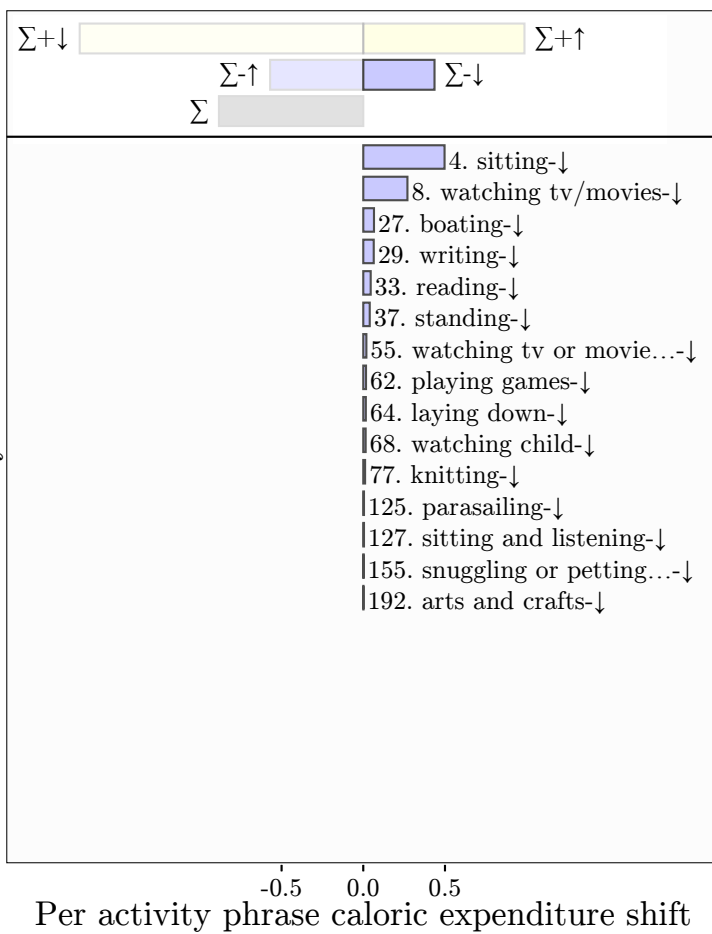 ∑+↓ ∑+↑
∑-↑ ∑-↓
∑
4. sitting-↓
8. watching tv/movies-↓
27. boating-↓
29. writing-↓
33. reading-↓
37. standing-↓
55. watching tv or movie…-↓
62. playing games-↓
64. laying down-↓
68. watching child-↓
77. knitting-↓
125. parasailing-↓
127. sitting and listening-↓
155. snuggling or petting…-↓
192. arts and crafts-↓
-0.5 0.0 0.5
Per activity phrase caloric expenditure shift